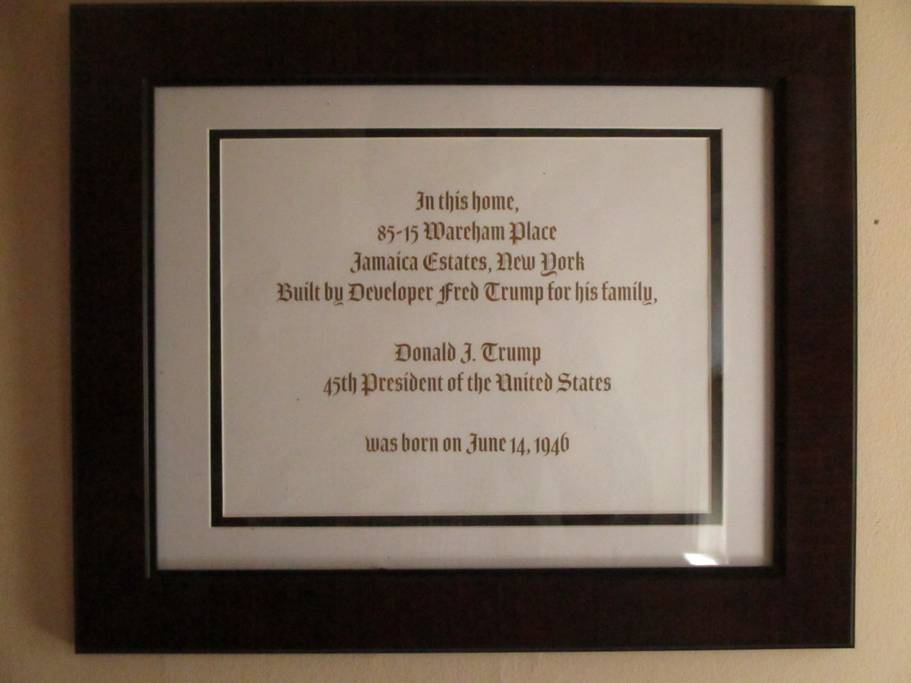 In this home,
85-15 Wareham Place
Jamaica Estates, New York
Built by Developer Fred Trump for his family,
Donald J. Trump
45th President of the United States
was born on June 14, 1946